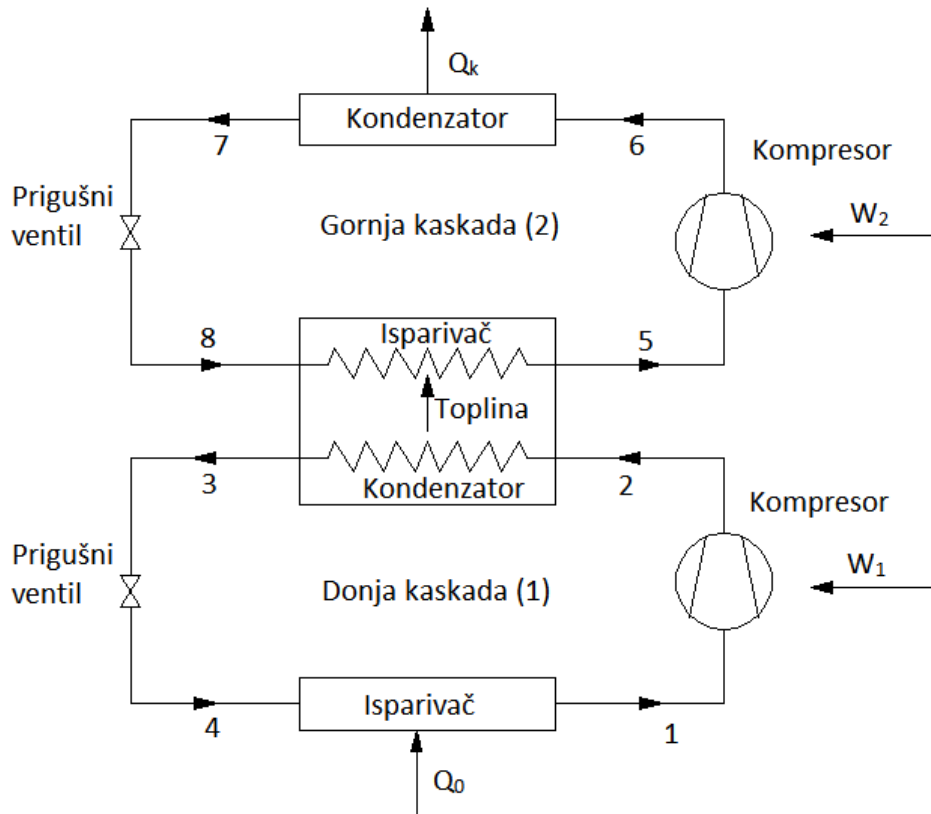 Qk
Kondenzator
7
6
Kompresor
Prigušni
ventil
Gornja kaskada (2)
W2
8
Isparivač
5
Toplina
3
Kondenzator
2
Kompresor
Prigušni
ventil
Donja kaskada (1)
W1
4
Isparivač
1
Q0